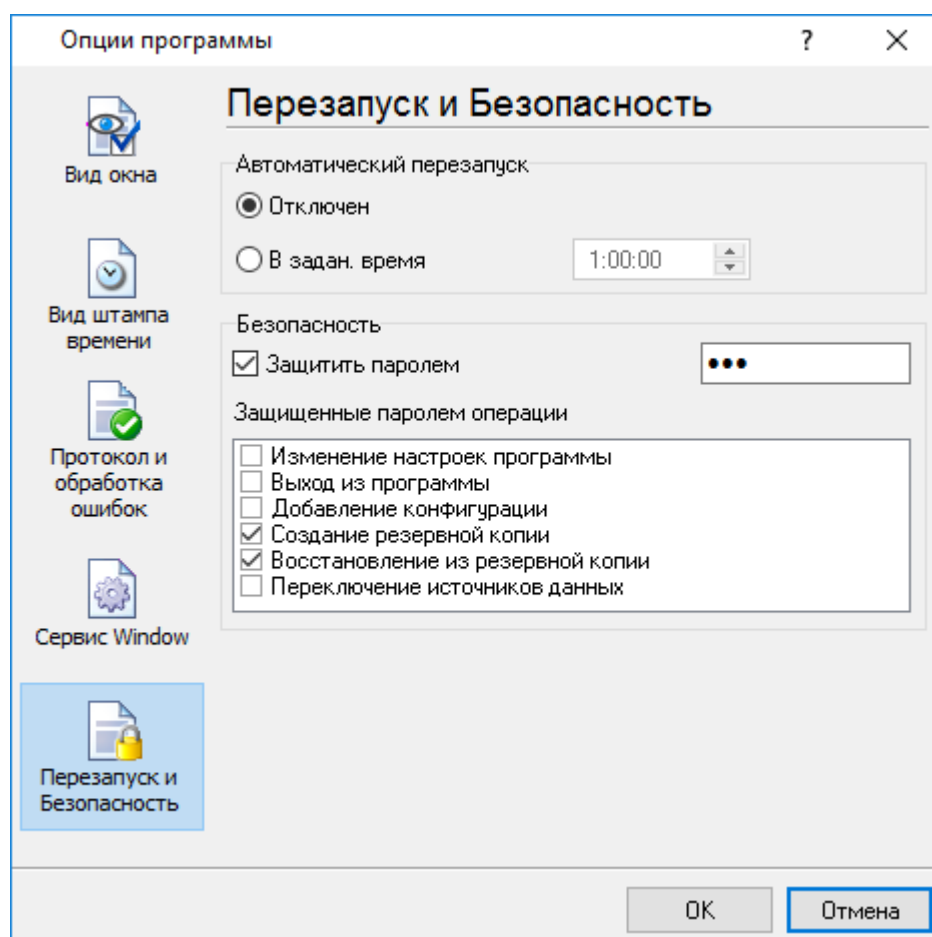 Опции программы
?
Вид окна
Вид штампа
времени
Протокол и
обработка
ошибок
Сервис Window
Перезапуск и
Безопасность
Перезапуск и Безопасность
Автоматический перезапуск
Отключен
В задан. время
1:00:00
Безопасность
Защитить паролем
•••
Защищенные паролем операции
Изменение настроек программы
Выход из программы
Добавление конфигурации
Создание резервной копии
Восстановление из резервной копии
Переключение источников данных
OK
Отмена